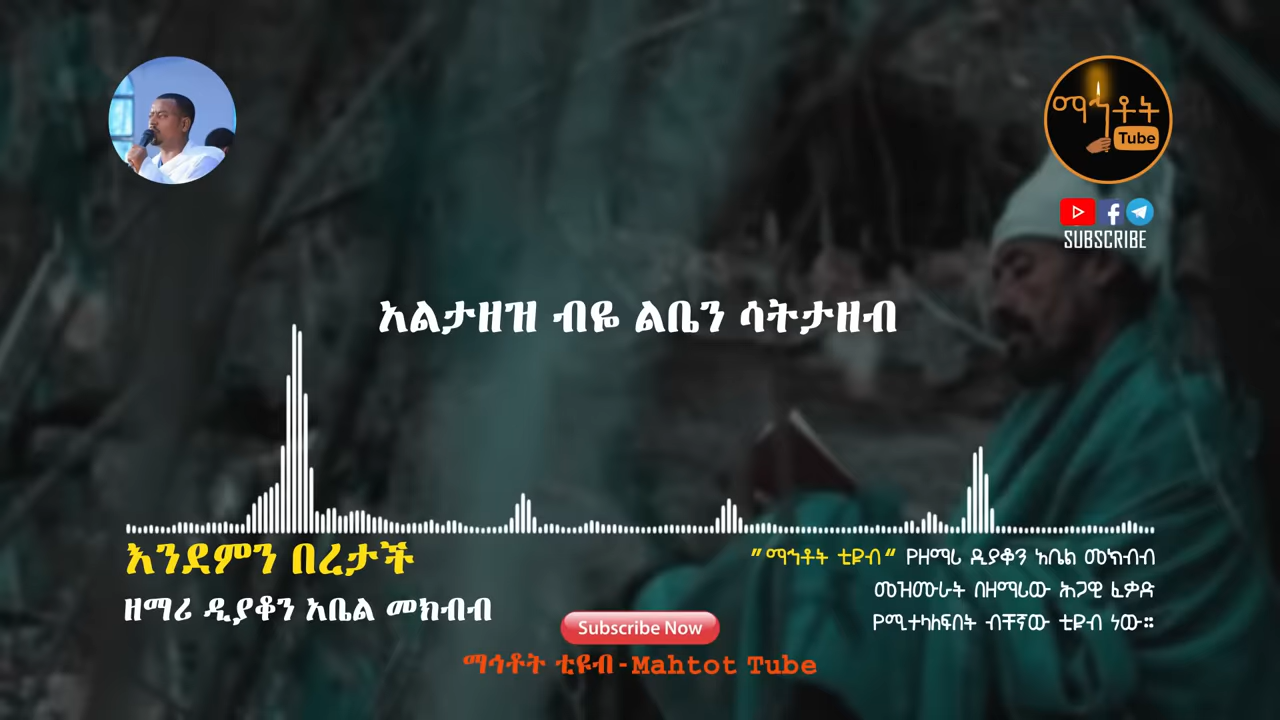 ማኅቶት
Tube
SUBSCRIBE
አልታዘዝ ብዬ ልቤን ሳትታዘብ
እንደምን በረታች
ዘማሪ ዲያቆን አቤል መክብብ
"ማኅቶት ቲዩብ" የዘማሪ ዲያቆን አቤል መክብብ
መዝሙራት በዘማሪው ሕጋዊ ፈቃድ
የሚተላለፍበት ብቸኛው ቲዩብ ነው።
Subscribe Now
ማኅቶት ቲዩብ-Mahtot Tube